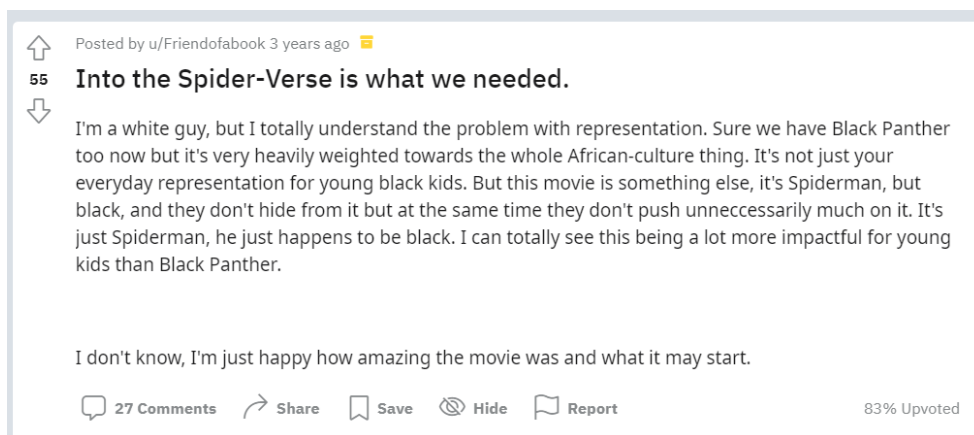 Posted by u/Friendofabook 3 years ago
55
Into the Spider-Verse is what we needed.
I'm a white guy, but I totally understand the problem with representation. Sure we have Black Panther
too now but it's very heavily weighted towards the whole African-culture thing. It's not just your
everyday representation for young black kids. But this movie is something else, it's Spiderman, but
black, and they don't hide from it but at the same time they don't push unneccessarily much on it. It's
just Spiderman, he just happens to be black. I can totally see this being a lot more impactful for young
kids than Black Panther.
I don't know, I'm just happy how amazing the movie was and what it may start.
27 Comments Share Save Hide Report 83% Upvoted